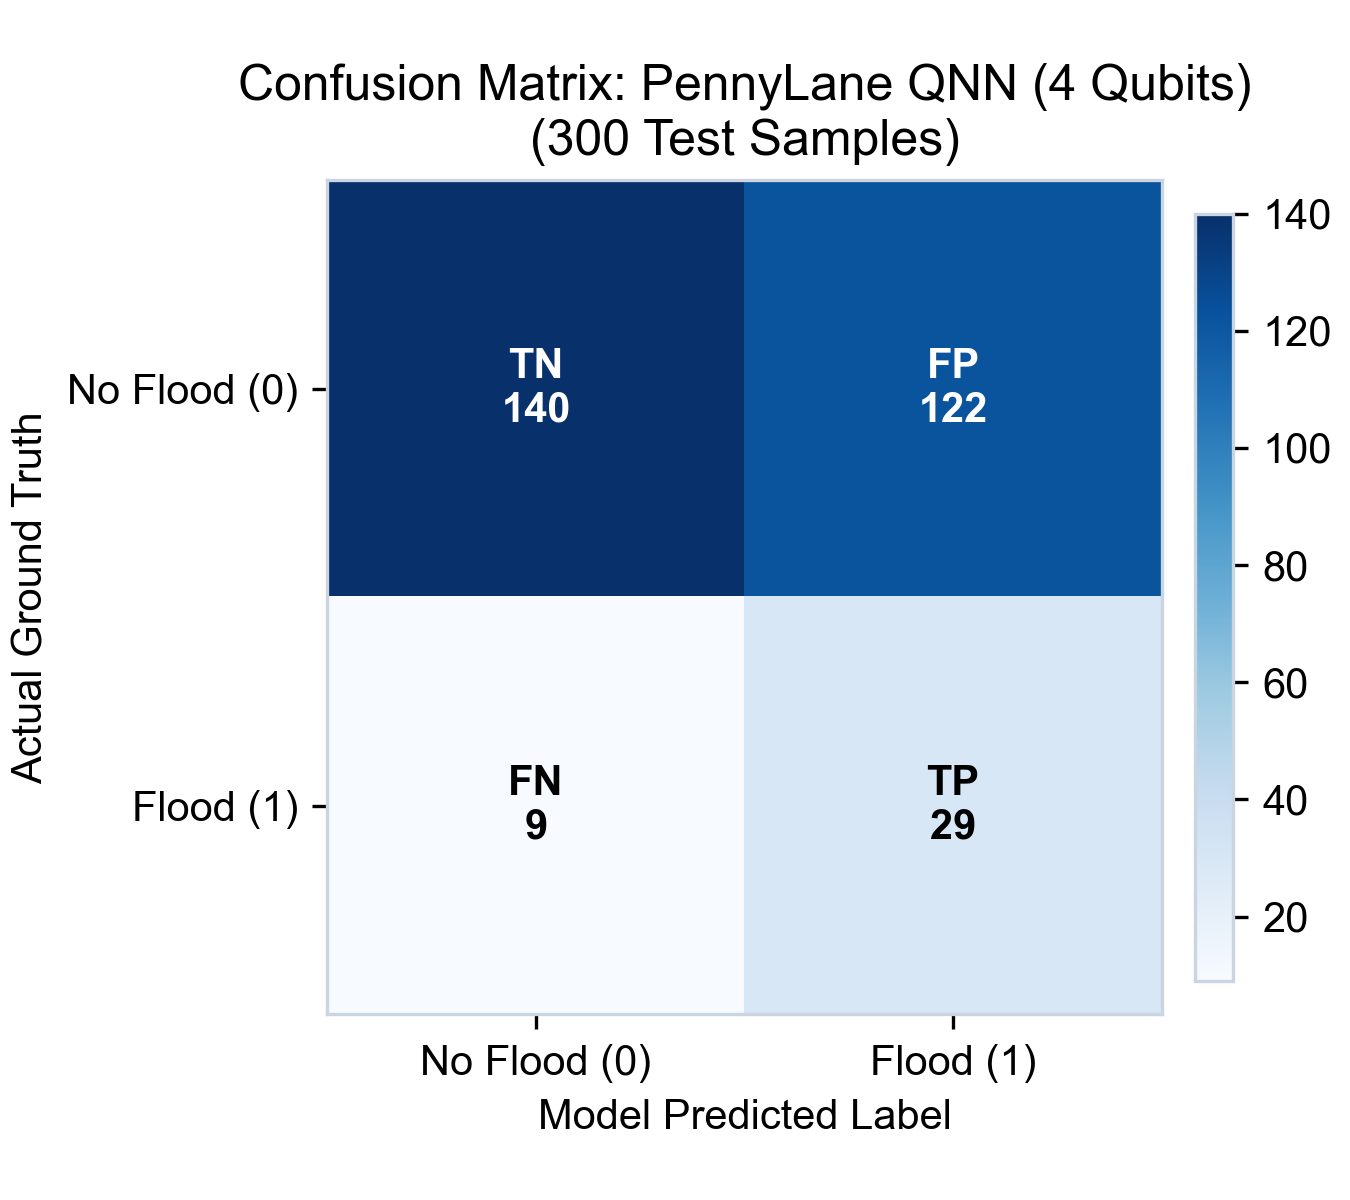 Confusion Matrix: PennyLane QNN (4 Qubits)
(300 Test Samples)
Actual Ground Truth
No Flood (0)
Flood (1)
TN
140
FP
122
FN
9
TP
29
No Flood (0)
Flood (1)
Model Predicted Label
140
120
100
80
60
40
20